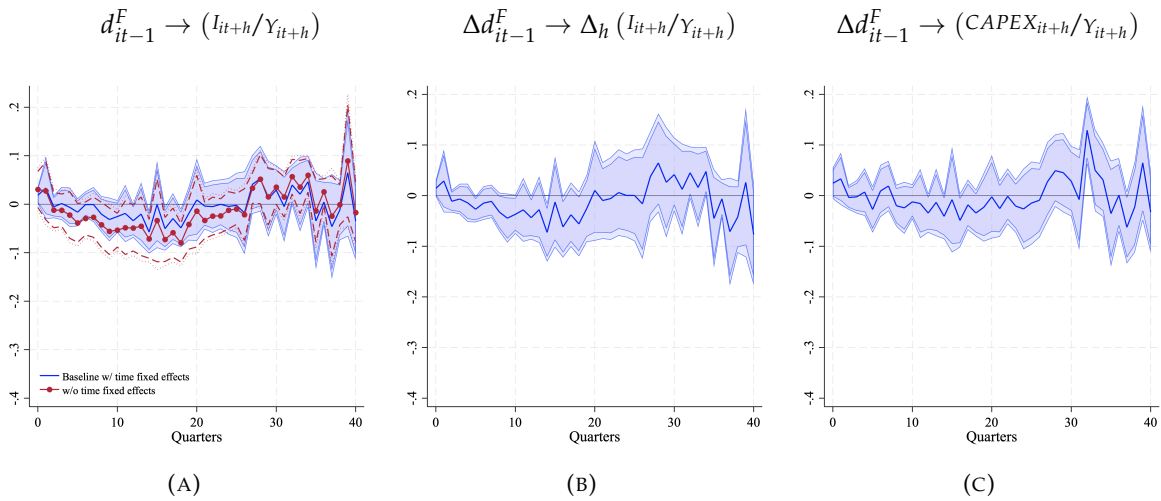 d^F_{it−1} → (I_{it+h}/Y_{it+h})
Δd^F_{it−1} → Δ_h (I_{it+h}/Y_{it+h})
Δd^F_{it−1} → (CAPEX_{it+h}/Y_{it+h})
.2
.1
0
-.1
-.2
-.3
-.4
Baseline w/ time fixed effects
w/o time fixed effects
0 10 20 30 40
Quarters
(A)
.2
.1
0
-.1
-.2
-.3
-.4
0 10 20 30 40
Quarters
(B)
.2
.1
0
-.1
-.2
-.3
-.4
0 10 20 30 40
Quarters
(C)